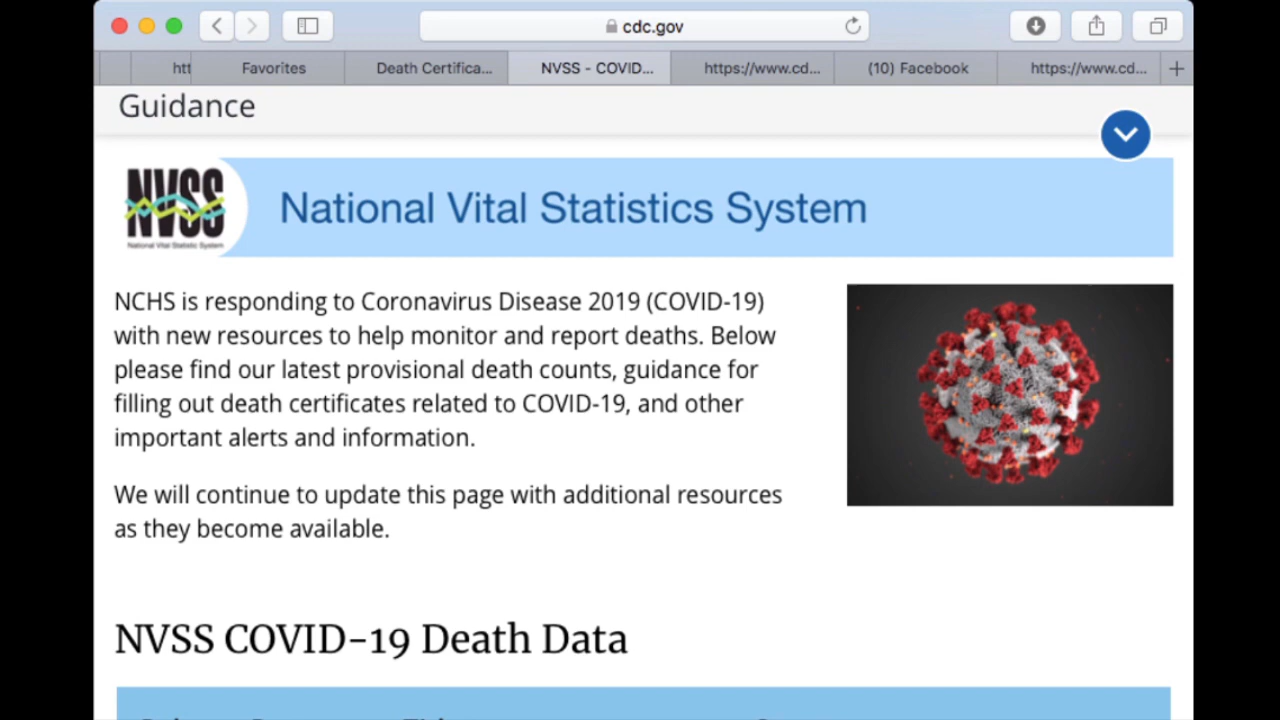 cdc.gov
htt
Favorites
Death Certifica...
NVSS - COVID...
https://www.cd...
(10) Facebook
https://www.cd...
Guidance
NVSS
National Vital Statistic System
National Vital Statistics System
NCHS is responding to Coronavirus Disease 2019 (COVID-19)
with new resources to help monitor and report deaths. Below
please find our latest provisional death counts, guidance for
filling out death certificates related to COVID-19, and other
important alerts and information.
We will continue to update this page with additional resources
as they become available.
NVSS COVID-19 Death Data